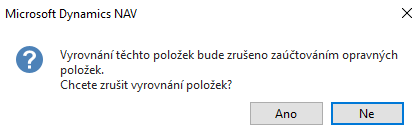 Microsoft Dynamics NAV
Vyrovnání těchto položek bude zrušeno zaúčtováním opravných
položek.
Chcete zrušit vyrovnání položek?
Ano
Ne